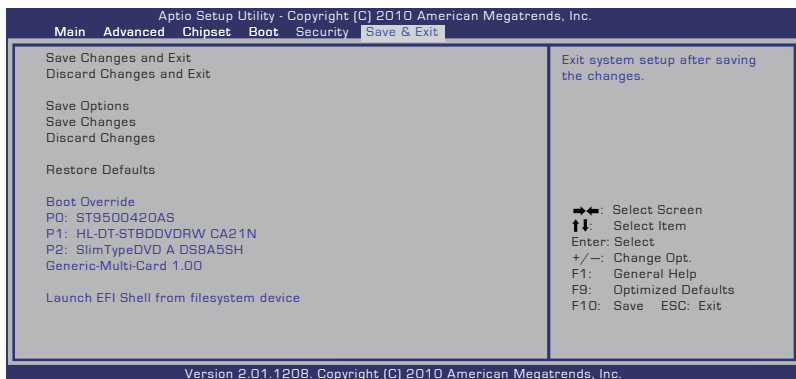 Aptio Setup Utility - Copyright (C) 2010 American Megatrends, Inc.
Main Advanced Chipset Boot Security Save & Exit
Save Changes and Exit
Discard Changes and Exit
Save Options
Save Changes
Discard Changes
Restore Defaults
Boot Override
P0: ST9500420AS
P1: HL-DT-STBDDVDRW CA21N
P2: SlimTypeDVD A DS8A5SH
Generic-Multi-Card 1.00
Launch EFI Shell from filesystem device
Exit system setup after saving
the changes.
→←: Select Screen
↑↓: Select Item
Enter: Select
+/—: Change Opt.
F1: General Help
F9: Optimized Defaults
F10: Save ESC: Exit
Version 2.01.1208. Copyright (C) 2010 American Megatrends, Inc.